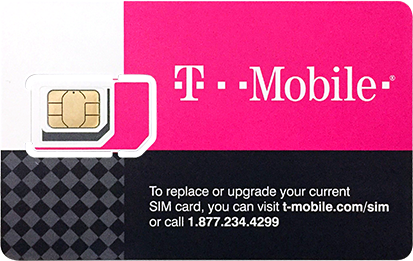 T··Mobile·®
To replace or upgrade your current
SIM card, you can visit t-mobile.com/sim
or call 1.877.234.4299